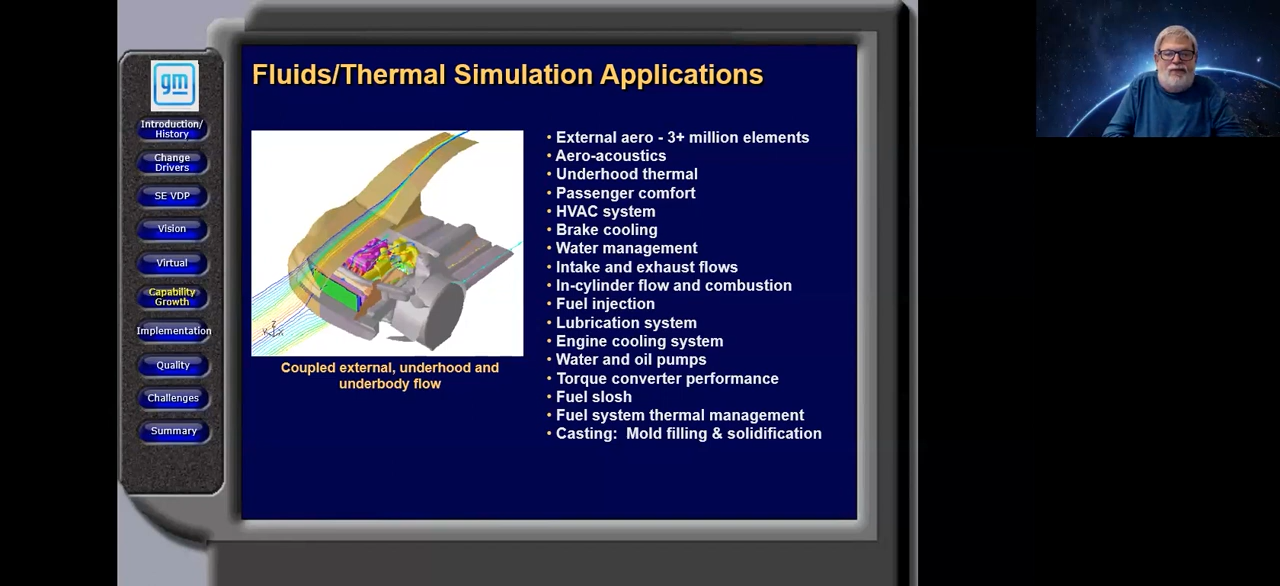 gm
Introduction/
History
Change
Drivers
SE VDP
Vision
Virtual
Capability
Growth
Implementation
Quality
Challenges
Summary
Fluids/Thermal Simulation Applications
Z
Y X
Coupled external, underhood and
underbody flow
• External aero - 3+ million elements
• Aero-acoustics
• Underhood thermal
• Passenger comfort
• HVAC system
• Brake cooling
• Water management
• Intake and exhaust flows
• In-cylinder flow and combustion
• Fuel injection
• Lubrication system
• Engine cooling system
• Water and oil pumps
• Torque converter performance
• Fuel slosh
• Fuel system thermal management
• Casting:  Mold filling & solidification